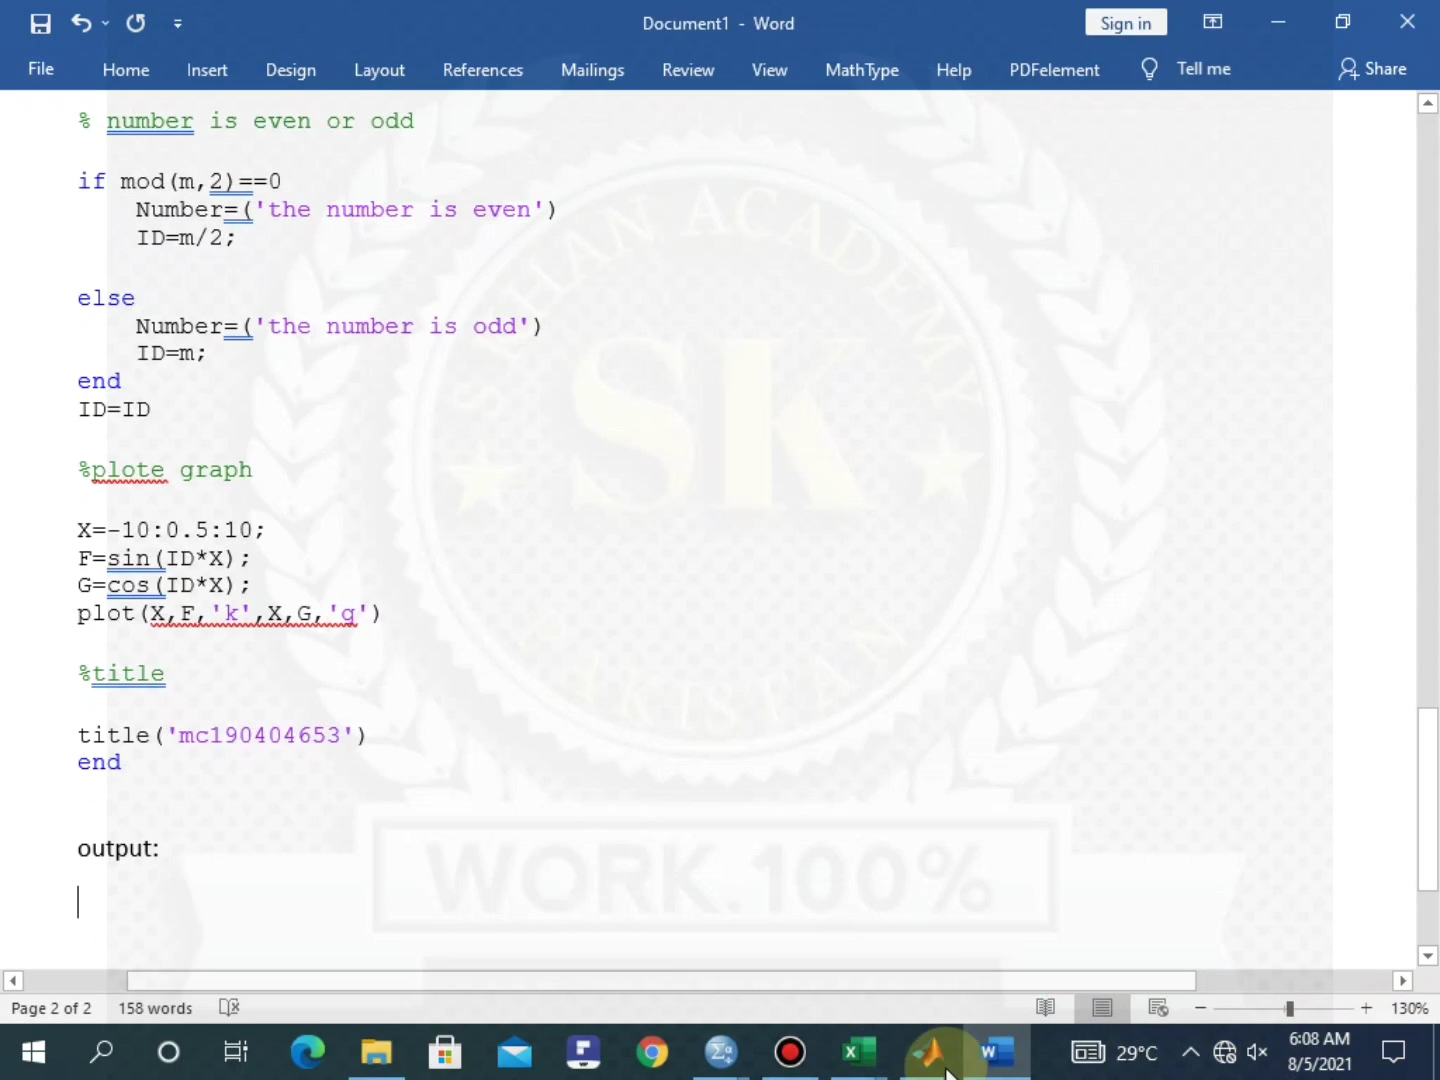 Document1 - Word
Sign in
File Home Insert Design Layout References Mailings Review View MathType Help PDFelement Tell me Share
% number is even or odd
if mod(m,2)==0
Number=('the number is even')
ID=m/2;
else
Number=('the number is odd')
ID=m;
end
ID=ID
%plote graph
X=-10:0.5:10;
F=sin(ID*X);
G=cos(ID*X);
plot(X,F,'k',X,G,'g')
%title
title('mc190404653')
end
output:
KHAN ACADEMY
SK
PAKISTAN
WORK.100%
Page 2 of 2 158 words 130%
29°C
6:08 AM
8/5/2021